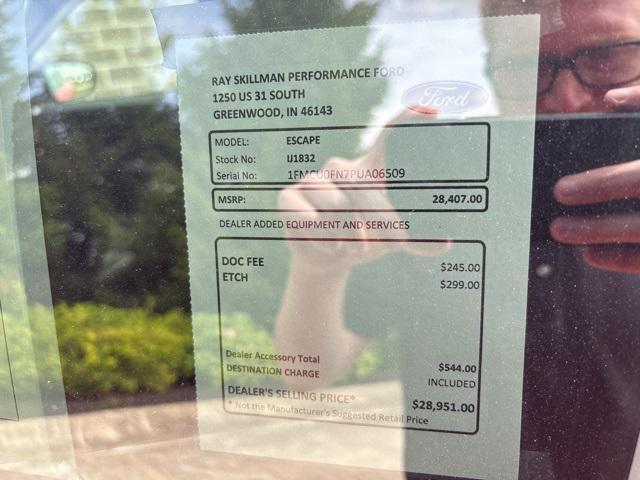 RAY SKILLMAN PERFORMANCE FORD
1250 US 31 SOUTH
GREENWOOD, IN 46143
Ford
MODEL: ESCAPE
Stock No: IJ1832
Serial No: 1FMCU0FN7PUA06509
MSRP: 28,407.00
DEALER ADDED EQUIPMENT AND SERVICES
DOC FEE $245.00
ETCH $299.00
Dealer Accessory Total $544.00
DESTINATION CHARGE INCLUDED
DEALER'S SELLING PRICE* $28,951.00
* Not the Manufacturer's Suggested Retail Price